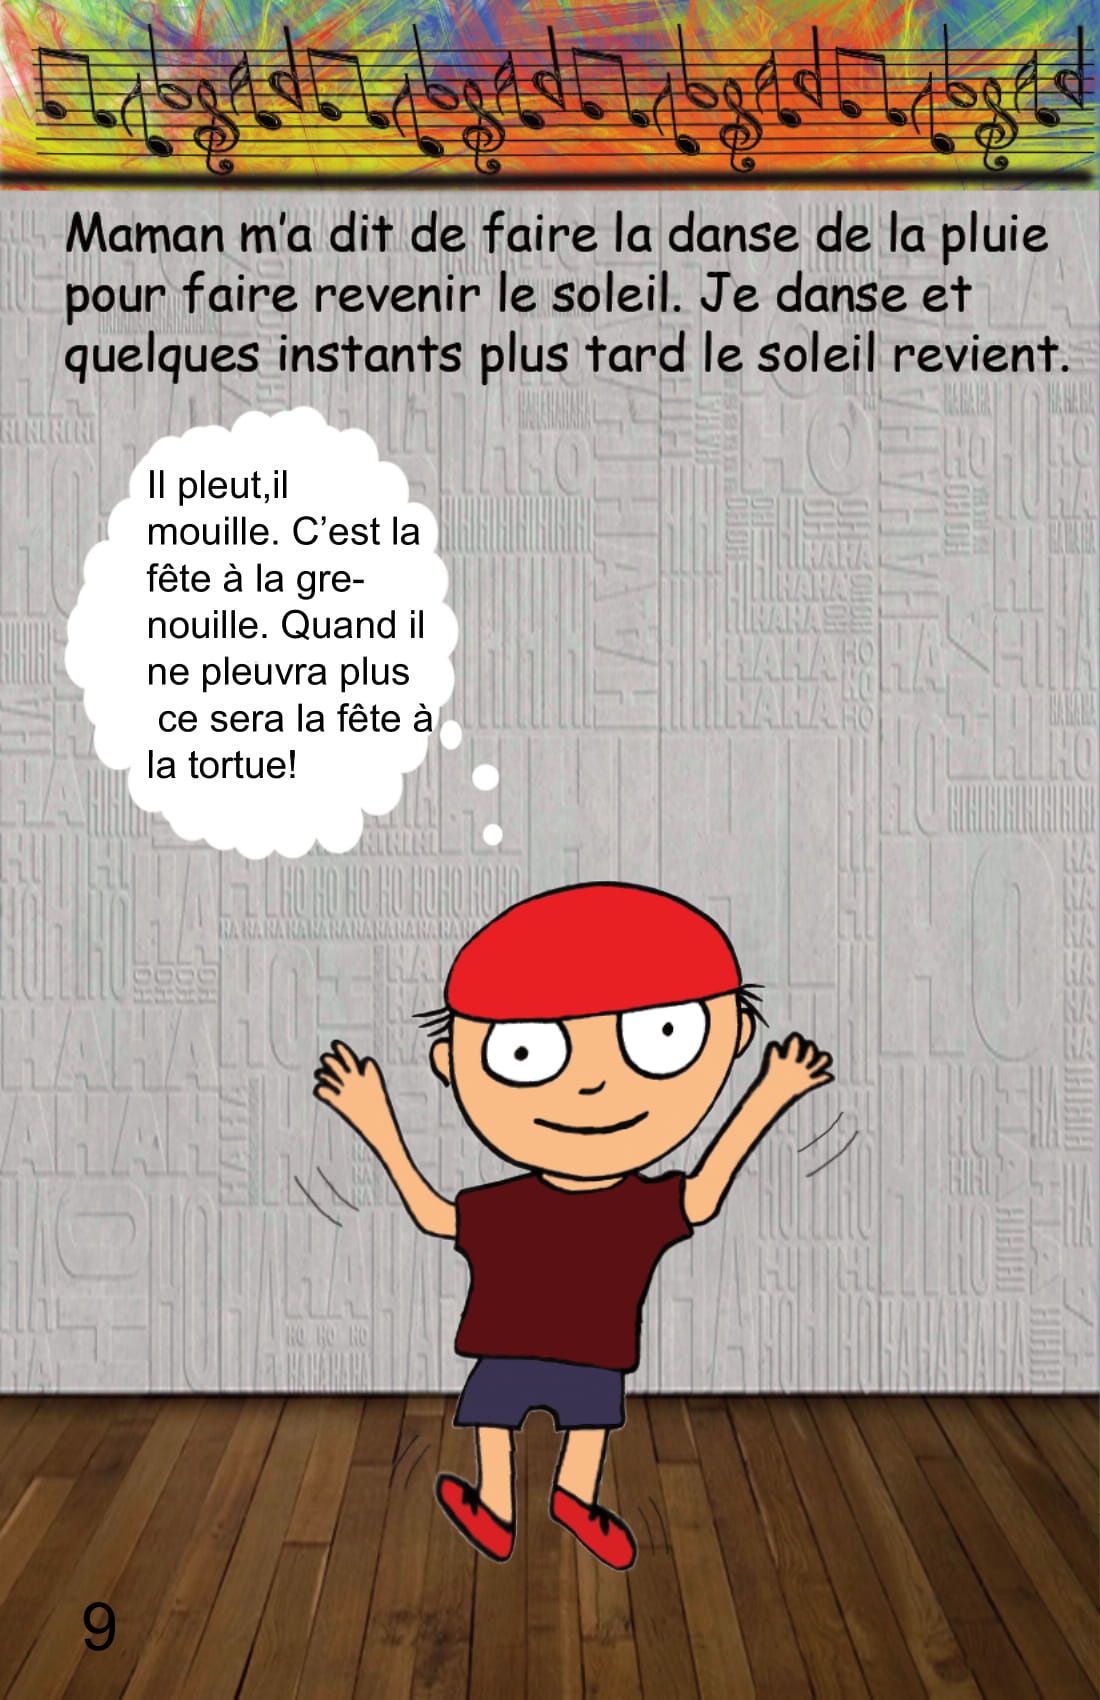 Maman m'a dit de faire la danse de la pluie
pour faire revenir le soleil. Je danse et
quelques instants plus tard le soleil revient.
Il pleut,il
mouille. C'est la
fête à la gre-
nouille. Quand il
ne pleuvra plus
ce sera la fête à
la tortue!
9